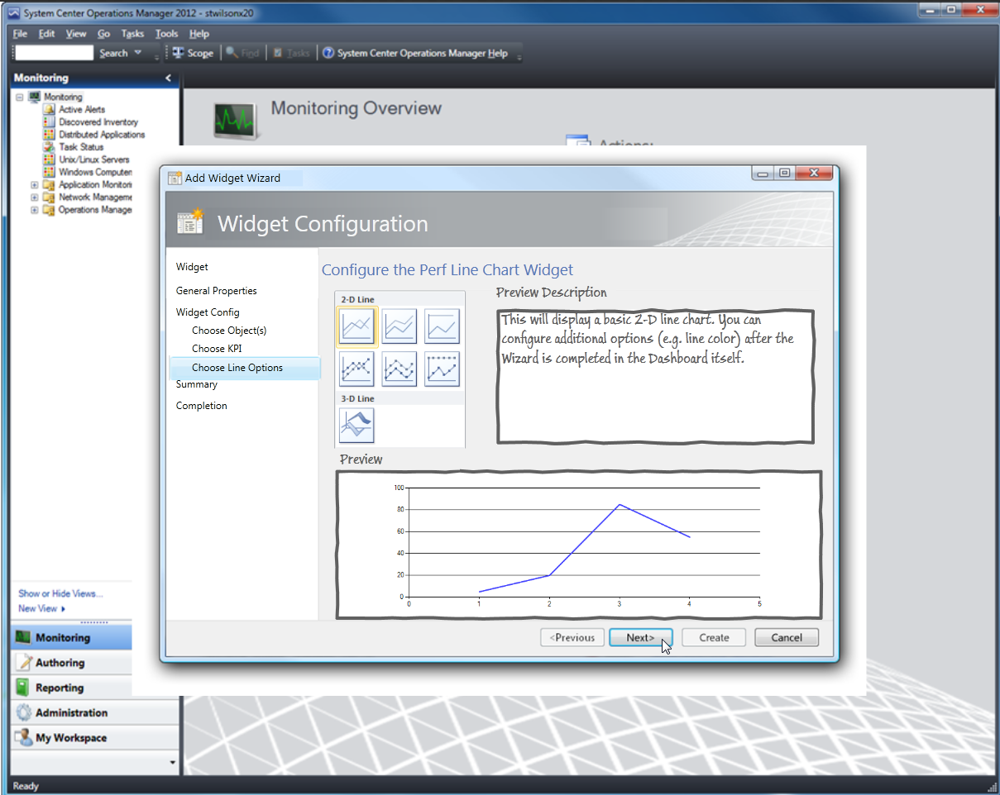 System Center Operations Manager 2012 - stwilsonx20
File Edit View Go Tasks Tools Help
Search Scope Find Tasks System Center Operations Manager Help
Monitoring <
Monitoring
Active Alerts
Discovered Inventory
Distributed Applications
Task Status
Unix/Linux Servers
Windows Computer
Application Monitori
Network Manageme
Operations Manage
Show or Hide Views...
New View
Monitoring
Authoring
Reporting
Administration
My Workspace
Ready
Monitoring Overview
Actions:
Add Widget Wizard
Widget Configuration
Widget
General Properties
Widget Config
Choose Object(s)
Choose KPI
Choose Line Options
Summary
Completion
Configure the Perf Line Chart Widget
2-D Line
3-D Line
Preview Description
This will display a basic 2-D line chart. You can
configure additional options (e.g. line color) after the
Wizard is completed in the Dashboard itself.
Preview
100
80
60
40
20
0
0 1 2 3 4 5
<Previous Next> Create Cancel